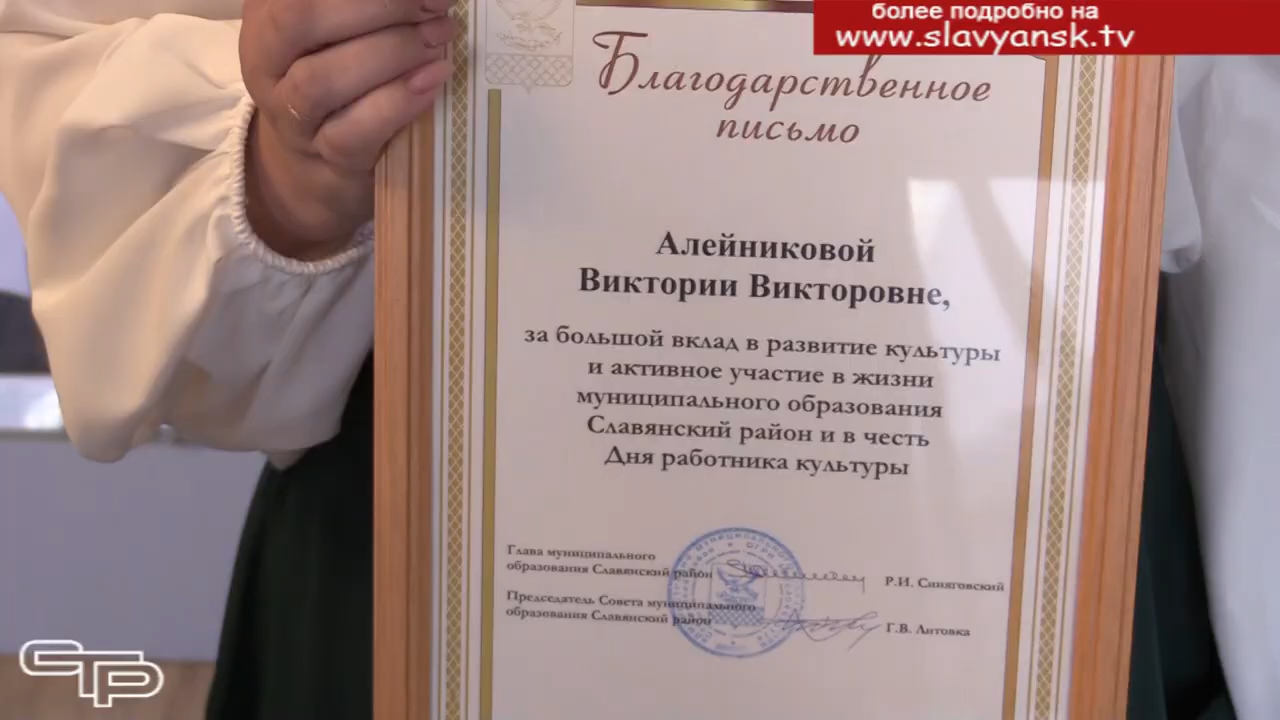 более подробно на
www.slavyansk.tv
Благодарственное
письмо
Алейниковой
Виктории Викторовне,
за большой вклад в развитие культуры
и активное участие в жизни
муниципального образования
Славянский район и в честь
Дня работника культуры
Глава муниципального
образования Славянский район Р.И. Синяговский
Председатель Совета муниципального
образования Славянский район Г.В. Литовка
СТР